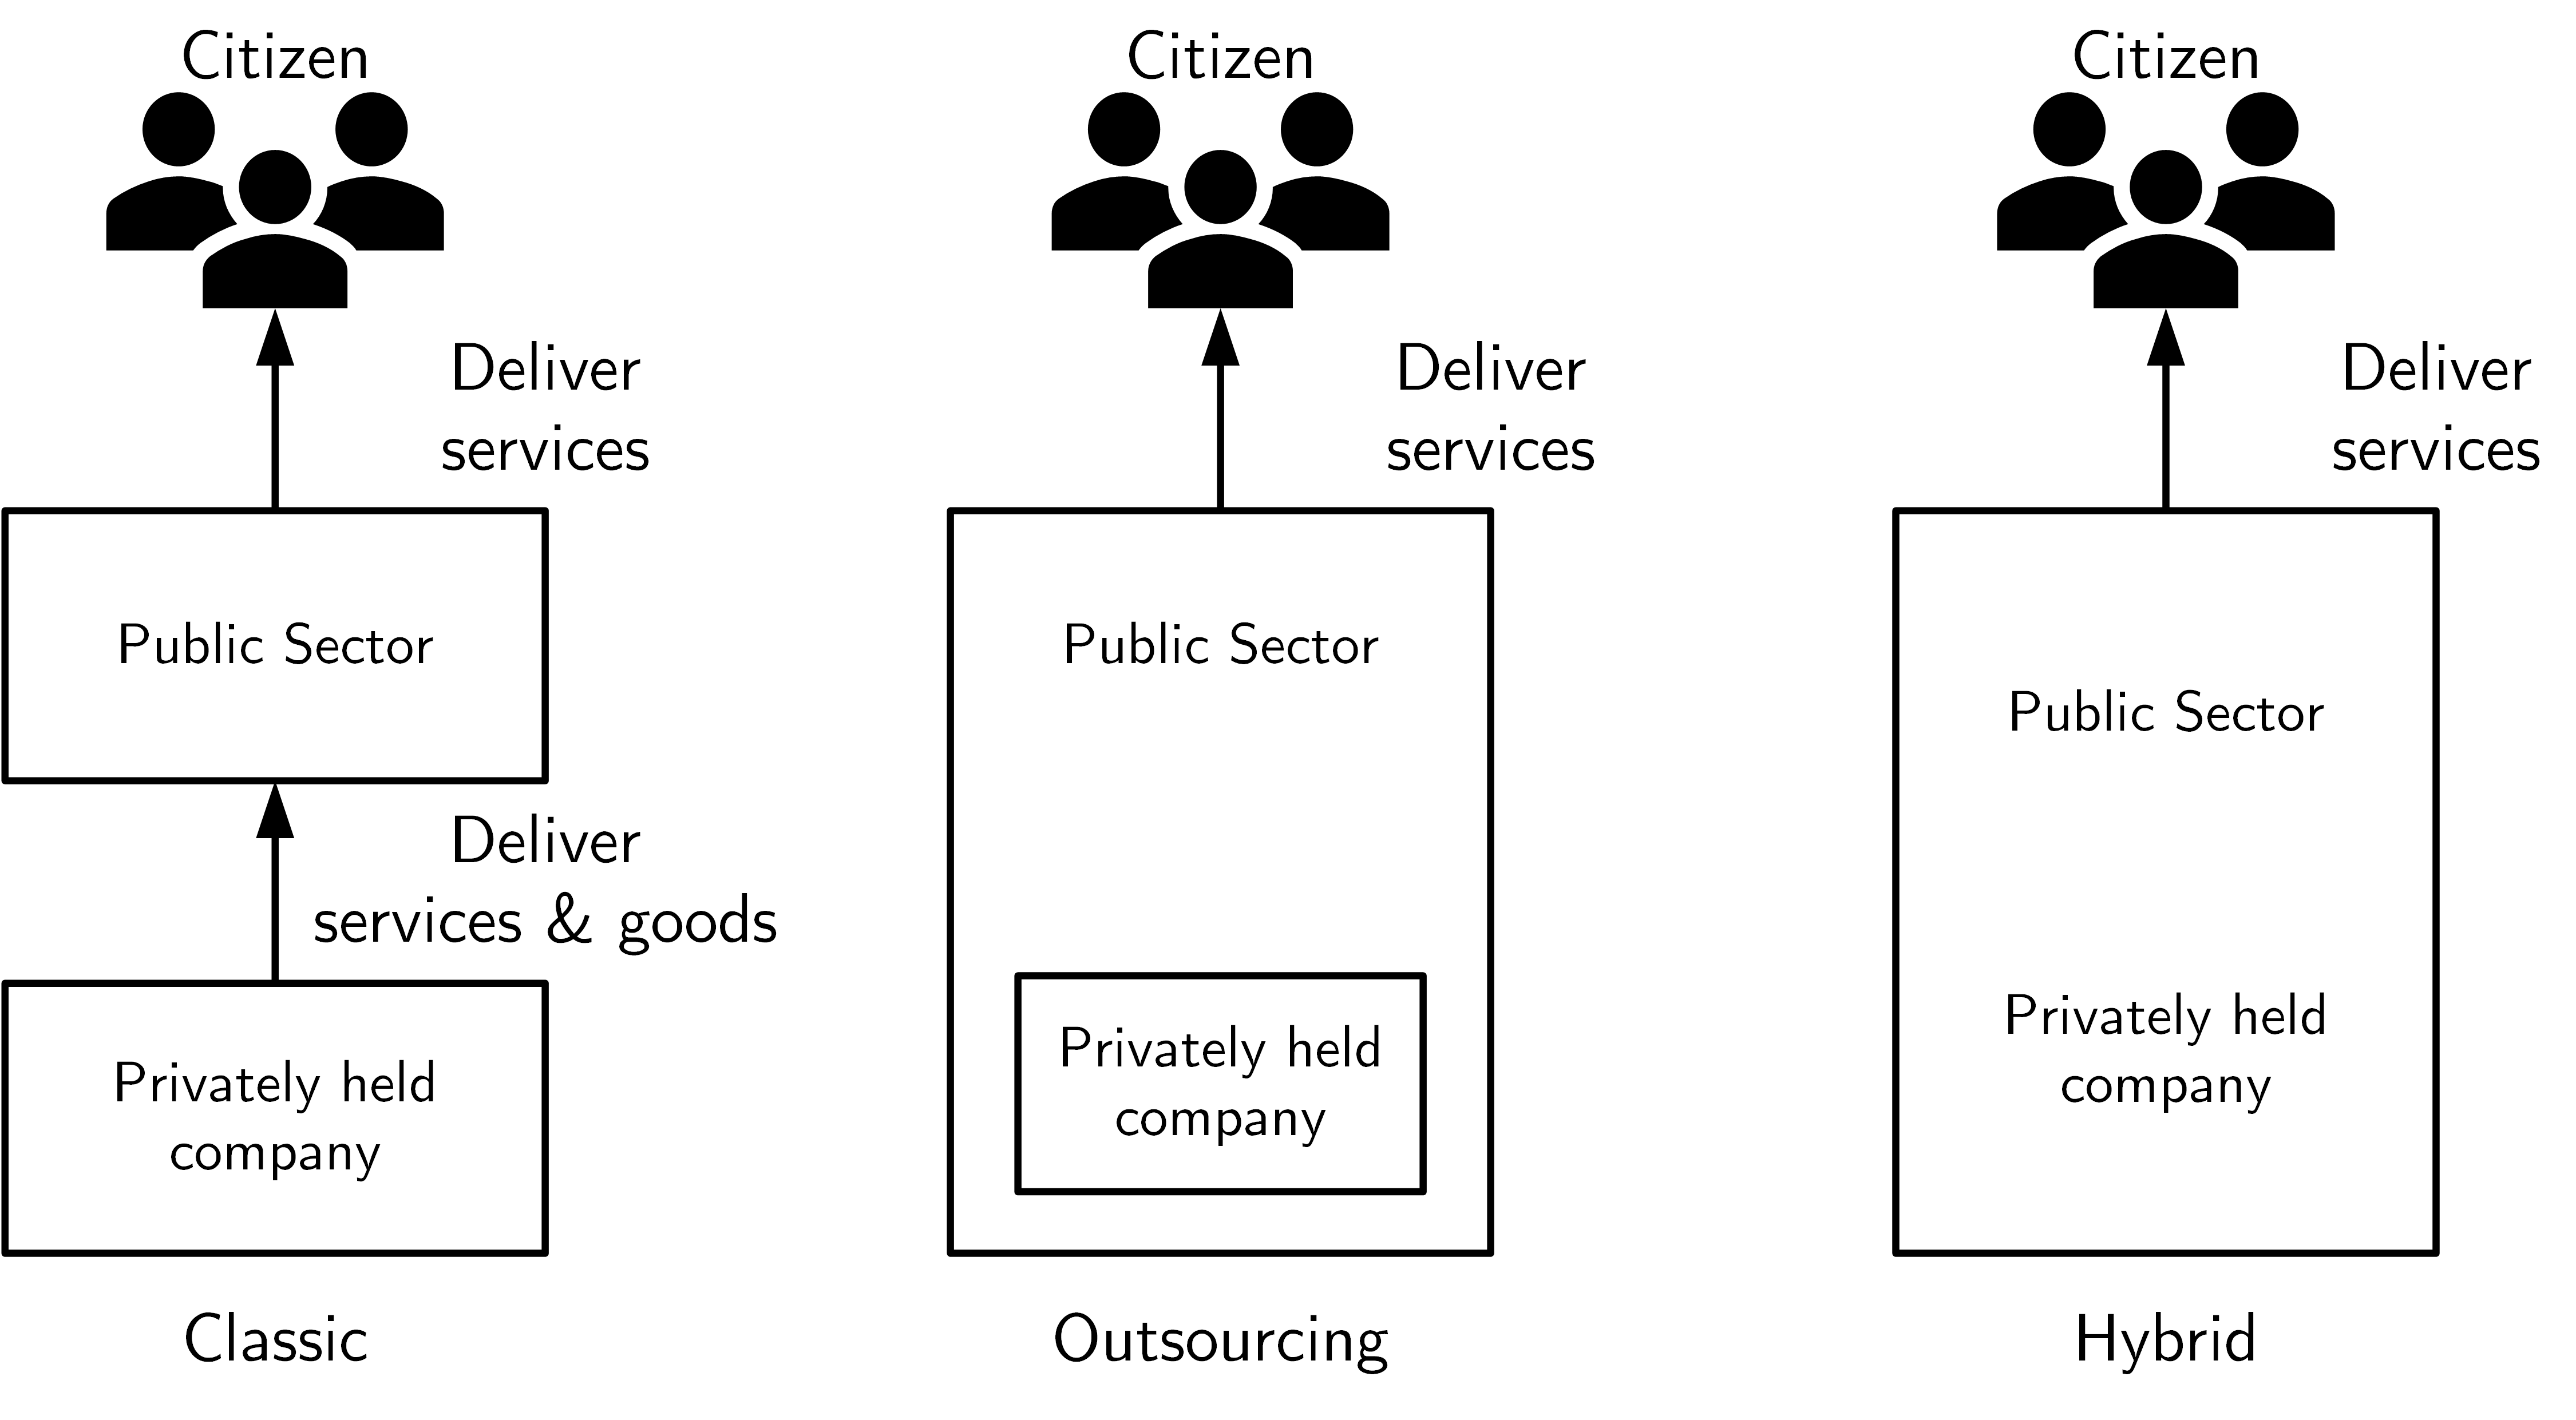 Citizen
Deliver
services
Public Sector
Deliver
services & goods
Privately held
company
Classic
Citizen
Deliver
services
Public Sector
Privately held
company
Outsourcing
Citizen
Deliver
services
Public Sector
Privately held
company
Hybrid